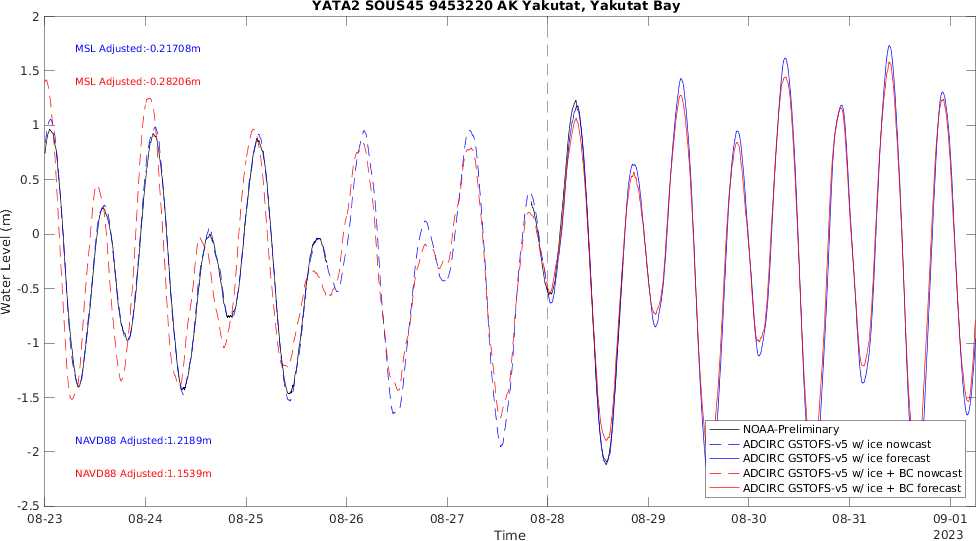 YATA2 SOUS45 9453220 AK Yakutat, Yakutat Bay
2
1.5
1
0.5
0
-0.5
-1
-1.5
-2
-2.5
Water Level (m)
MSL Adjusted:-0.21708m
MSL Adjusted:-0.28206m
NAVD88 Adjusted:1.2189m
NAVD88 Adjusted:1.1539m
NOAA-Preliminary
ADCIRC GSTOFS-v5 w/ ice nowcast
ADCIRC GSTOFS-v5 w/ ice forecast
ADCIRC GSTOFS-v5 w/ ice + BC nowcast
ADCIRC GSTOFS-v5 w/ ice + BC forecast
08-23 08-24 08-25 08-26 08-27 08-28 08-29 08-30 08-31 09-01
2023
Time